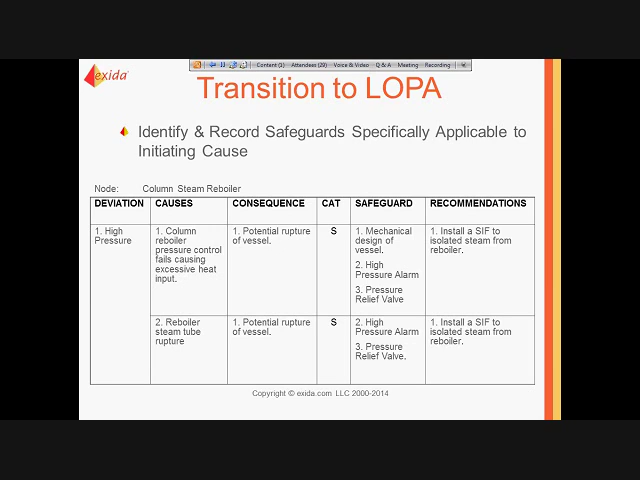 Content (1) Attendees (29) Voice & Video Q & A Meeting Recording
exida
Transition to LOPA
Identify & Record Safeguards Specifically Applicable to
Initiating Cause
Node: Column Steam Reboiler
DEVIATION CAUSES CONSEQUENCE CAT SAFEGUARD RECOMMENDATIONS
1. High
Pressure
1. Column
reboiler
pressure control
fails causing
excessive heat
input.
1. Potential rupture
of vessel.
S
1. Mechanical
design of
vessel.
2. High
Pressure Alarm
3. Pressure
Relief Valve
1. Install a SIF to
isolated steam from
reboiler.
2. Reboiler
steam tube
rupture
1. Potential rupture
of vessel.
S
2. High
Pressure Alarm
3. Pressure
Relief Valve.
1. Install a SIF to
isolated steam from
reboiler.
Copyright © exida.com LLC 2000-2014